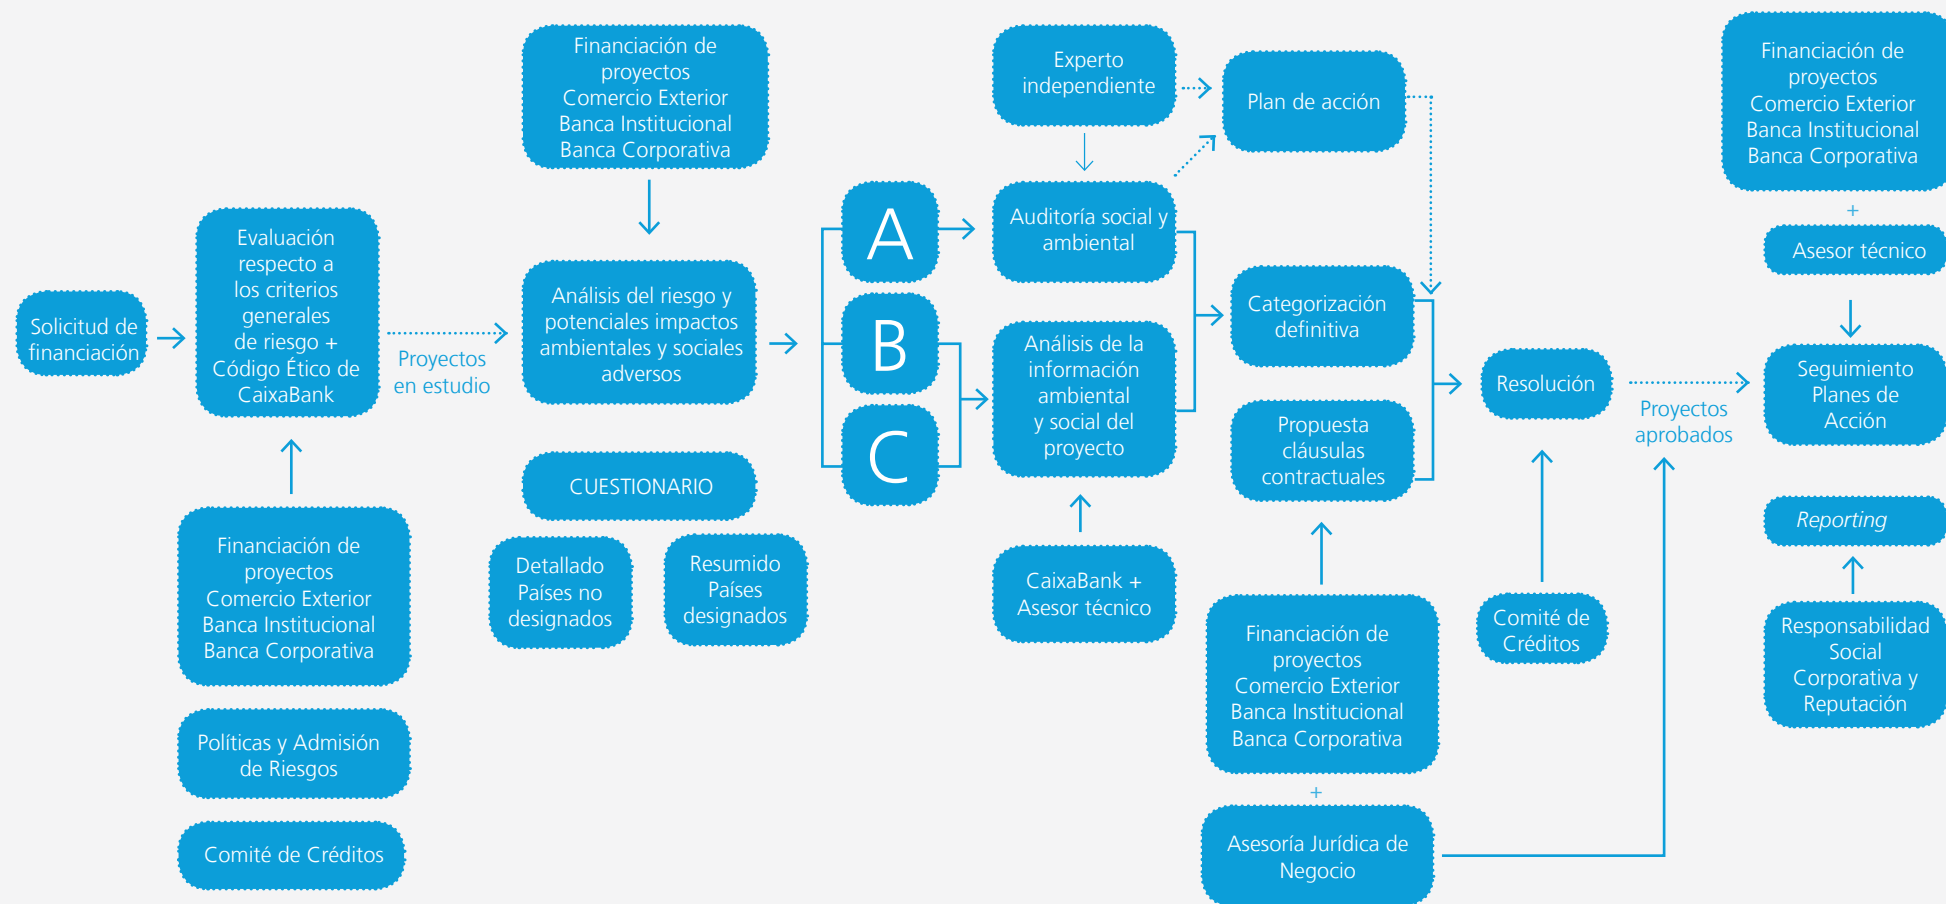 Solicitud de
financiación
Evaluación
respecto a
los criterios
generales
de riesgo +
Código Ético de
CaixaBank
Financiación de
proyectos
Comercio Exterior
Banca Institucional
Banca Corporativa
Políticas y Admisión
de Riesgos
Comité de Créditos
Proyectos
en estudio
Financiación de
proyectos
Comercio Exterior
Banca Institucional
Banca Corporativa
Análisis del riesgo y
potenciales impactos
ambientales y sociales
adversos
CUESTIONARIO
Detallado
Países no
designados
Resumido
Países
designados
A
B
C
Experto
independiente
Plan de acción
Auditoría social y
ambiental
Análisis de la
información
ambiental
y social del
proyecto
CaixaBank +
Asesor técnico
Categorización
definitiva
Propuesta
cláusulas
contractuales
Financiación de
proyectos
Comercio Exterior
Banca Institucional
Banca Corporativa
+
Asesoría Jurídica de
Negocio
Resolución
Comité de
Créditos
Proyectos
aprobados
Financiación de
proyectos
Comercio Exterior
Banca Institucional
Banca Corporativa
+
Asesor técnico
Seguimiento
Planes de
Acción
Reporting
Responsabilidad
Social
Corporativa y
Reputación